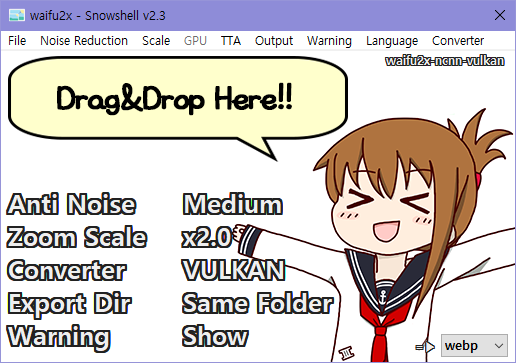 waifu2x - Snowshell v2.3
File Noise Reduction Scale GPU TTA Output Warning Language Converter
waifu2x-ncnn-vulkan
Drag&Drop Here!!
Anti Noise Medium
Zoom Scale x2.0
Converter VULKAN
Export Dir Same Folder
Warning Show
III
webp